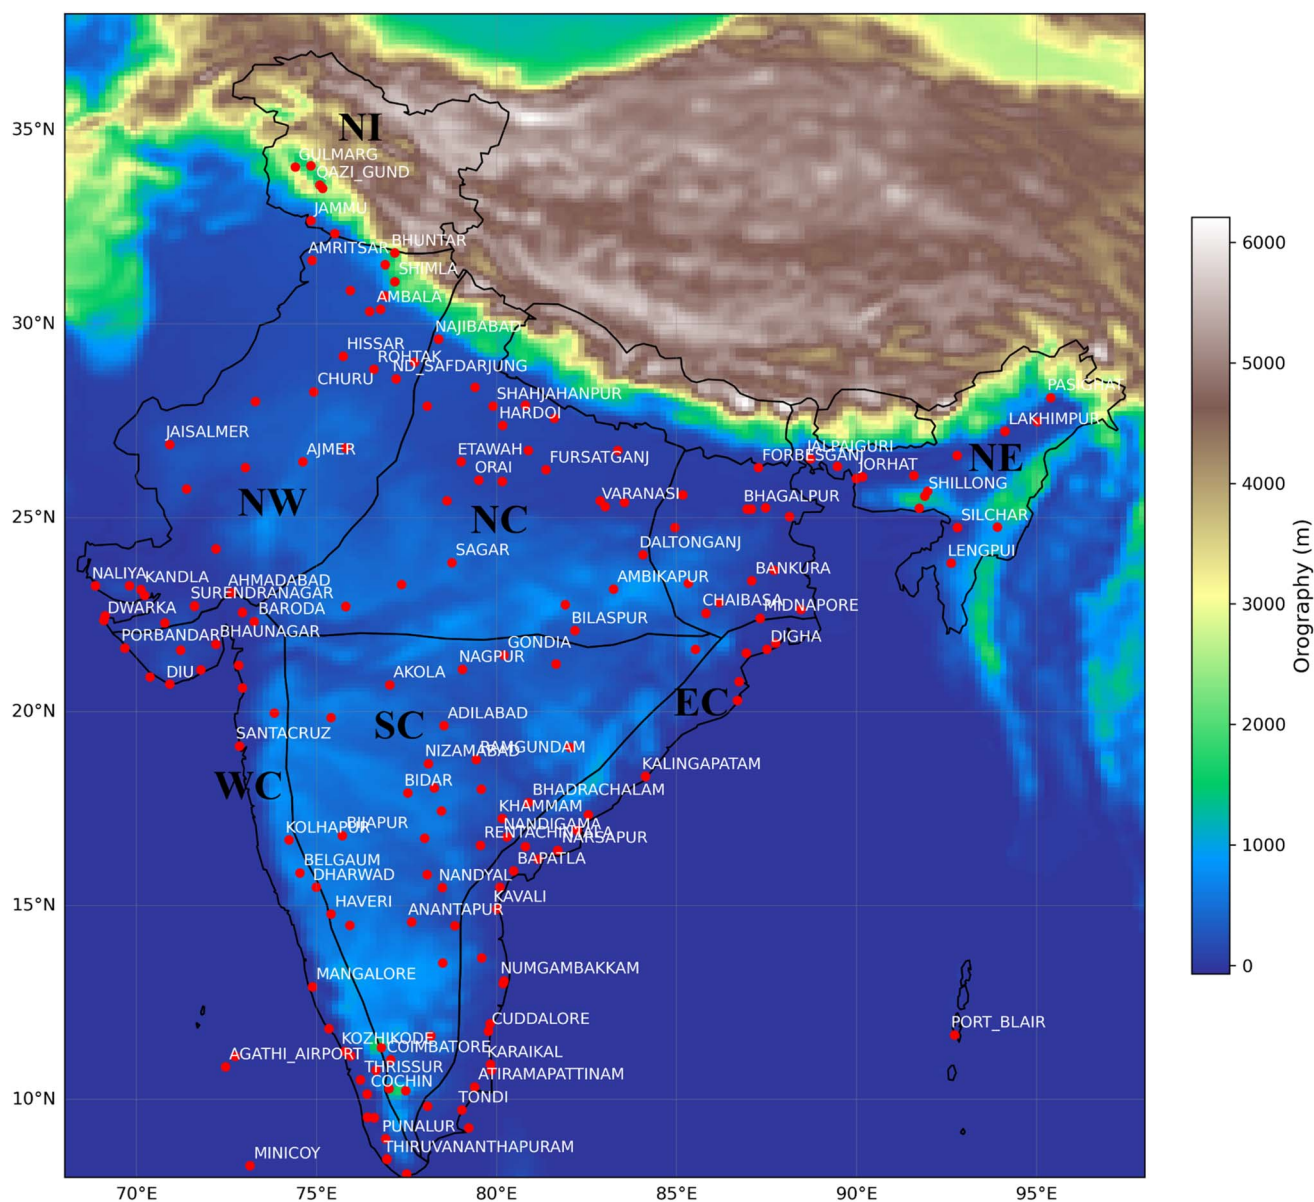 35°N
30°N
25°N
20°N
15°N
10°N
70°E
75°E
80°E
85°E
90°E
95°E
NI
GULMARG
QAZI_GUND
JAMMU
BHUNTAR
AMRITSAR
SHIMLA
AMBALA
NAJIBABAD
HISSAR
ROHTAK
ND_SAFDARJUNG
CHURU
SHAHJAHANPUR
HARDOI
PASIGHAT
LAKHIMPUR
JAISALMER
AJMER
ETAWAH
FURSATGANJ
ORAI
FORBESGANJ
JALPAIGURI
JORHAT
NE
SHILLONG
NW
NC
VARANASI
BHAGALPUR
SILCHAR
SAGAR
DALTONGANJ
LENGPUI
NALIYA
KANDLA
AHMADABAD
SURENDRANAGAR
AMBIKAPUR
BANKURA
DWARKA
BARODA
CHAIBASA
MIDNAPORE
PORBANDAR
BHAUNAGAR
BILASPUR
DIGHA
DIU
GONDIA
NAGPUR
AKOLA
EC
SC
ADILABAD
SANTACRUZ
NIZAMABAD
RAMGUNDAM
KALINGAPATAM
WC
BIDAR
BHADRACHALAM
KHAMMAM
KOLHAPUR
BIJAPUR
NANDIGAMA
RENTACHINTALA
NARSAPUR
BELGAUM
BAPATLA
DHARWAD
NANDYAL
HAVERI
KAVALI
ANANTAPUR
MANGALORE
NUMGAMBAKKAM
CUDDALORE
PORT_BLAIR
KOZHIKODE
COIMBATORE
AGATHI_AIRPORT
KARAIKAL
THRISSUR
ATIRAMAPATTINAM
COCHIN
TONDI
PUNALUR
THIRUVANANTHAPURAM
MINICOY
6000
5000
4000
3000
2000
1000
0
Orography (m)